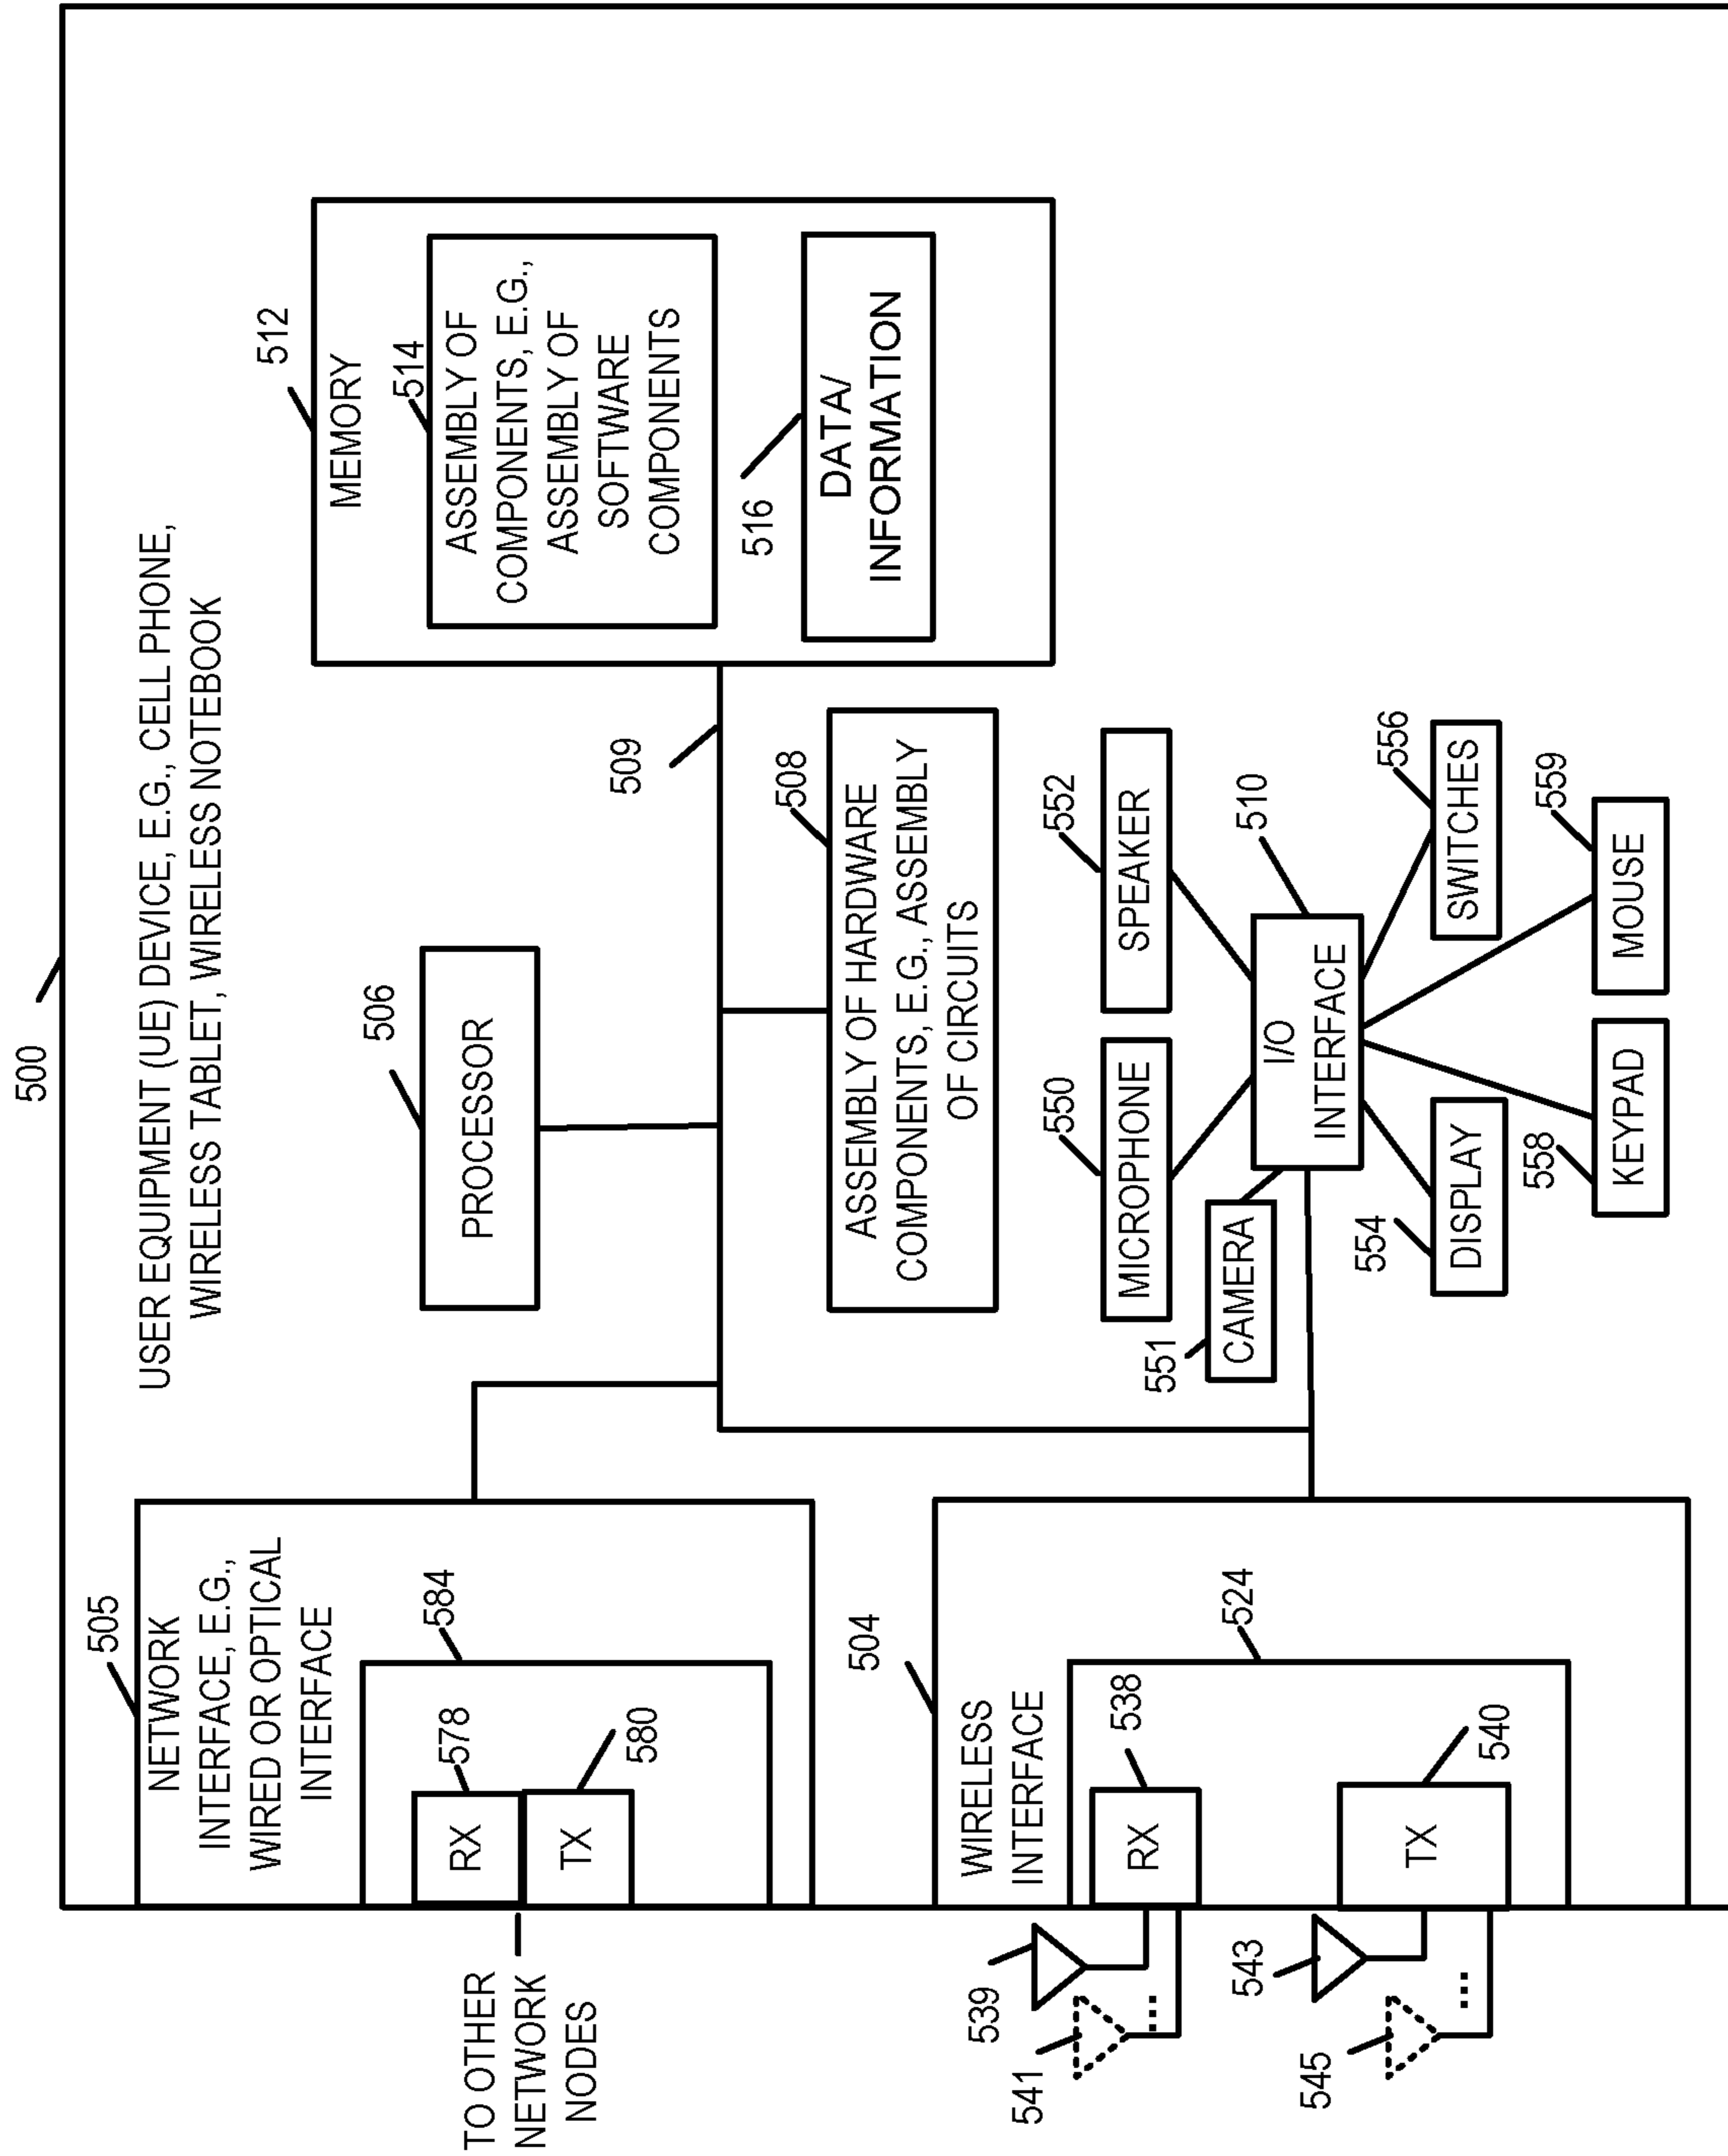 500
USER EQUIPMENT (UE) DEVICE, E.G., CELL PHONE,
WIRELESS TABLET, WIRELESS NOTEBOOK
505
NETWORK
INTERFACE, E.G.,
WIRED OR OPTICAL
INTERFACE
584
578
RX
TX
580
TO OTHER
NETWORK
NODES
506
PROCESSOR
512
MEMORY
514
ASSEMBLY OF
COMPONENTS, E.G.,
ASSEMBLY OF
SOFTWARE
COMPONENTS
516
DATA/
INFORMATION
509
508
ASSEMBLY OF HARDWARE
COMPONENTS, E.G., ASSEMBLY
OF CIRCUITS
504
WIRELESS
INTERFACE
524
538
RX
540
TX
539
541
...
543
545
...
550
MICROPHONE
552
SPEAKER
551
CAMERA
510
I/O
INTERFACE
554
DISPLAY
556
SWITCHES
558
KEYPAD
559
MOUSE